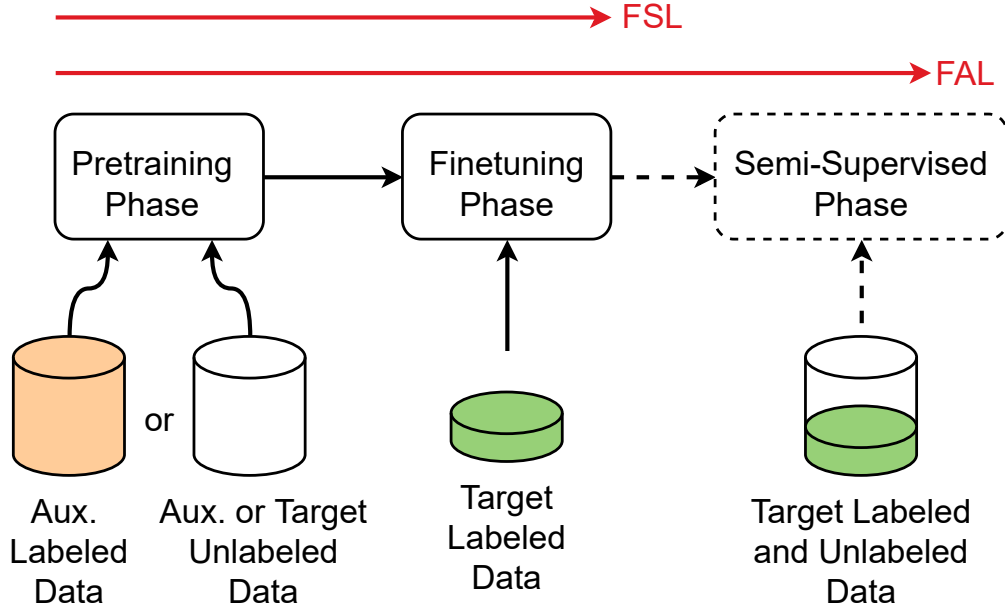 FSL
FAL
Pretraining
Phase
Finetuning
Phase
Semi-Supervised
Phase
or
Aux.
Labeled
Data
Aux. or Target
Unlabeled
Data
Target
Labeled
Data
Target Labeled
and Unlabeled
Data